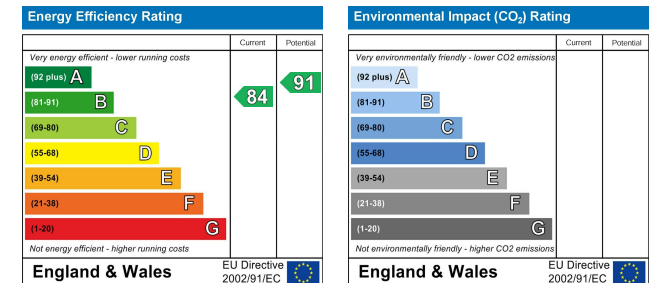 Energy Efficiency Rating
Current Potential
Very energy efficient - lower running costs
(92 plus) A
(81-91) B
(69-80) C
(55-68) D
(39-54) E
(21-38) F
(1-20) G
84
91
Not energy efficient - higher running costs
England & Wales
EU Directive
2002/91/EC
Environmental Impact (CO₂) Rating
Current Potential
Very environmentally friendly - lower CO2 emissions
(92 plus) A
(81-91) B
(69-80) C
(55-68) D
(39-54) E
(21-38) F
(1-20) G
Not environmentally friendly - higher CO2 emissions
England & Wales
EU Directive
2002/91/EC